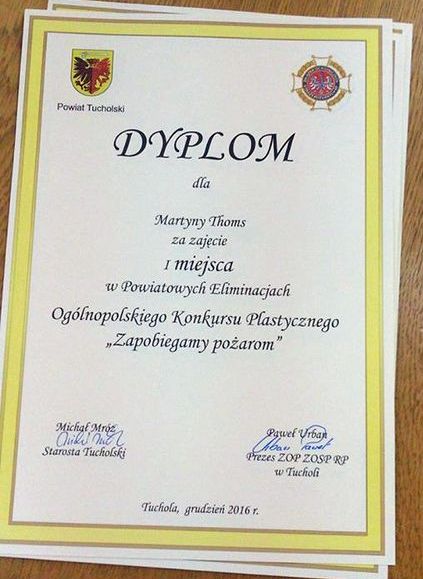 Powiat Tucholski
DYPLOM
dla
Martyny Thoms
za zajęcie
I miejsca
w Powiatowych Eliminacjach
Ogólnopolskiego Konkursu Plastycznego
„Zapobiegamy pożarom”
Michał Mróz
Starosta Tucholski
Paweł Urban
Prezes ZOP ZOSP RP
w Tucholi
Tuchola, grudzień 2016 r.